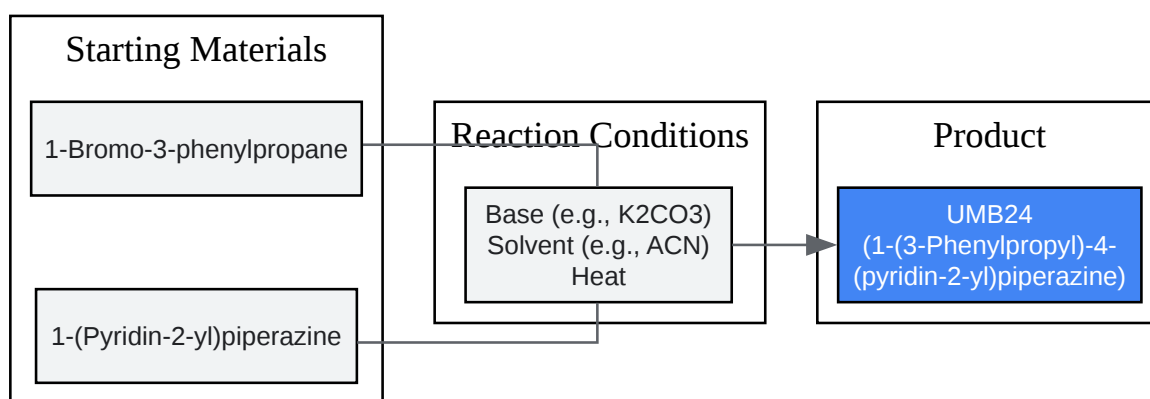 Starting Materials
1-Bromo-3-phenylpropane
1-(Pyridin-2-yl)piperazine
Reaction Conditions
Base (e.g., K2CO3)
Solvent (e.g., ACN)
Heat
Product
UMB24
(1-(3-Phenylpropyl)-4-
(pyridin-2-yl)piperazine)